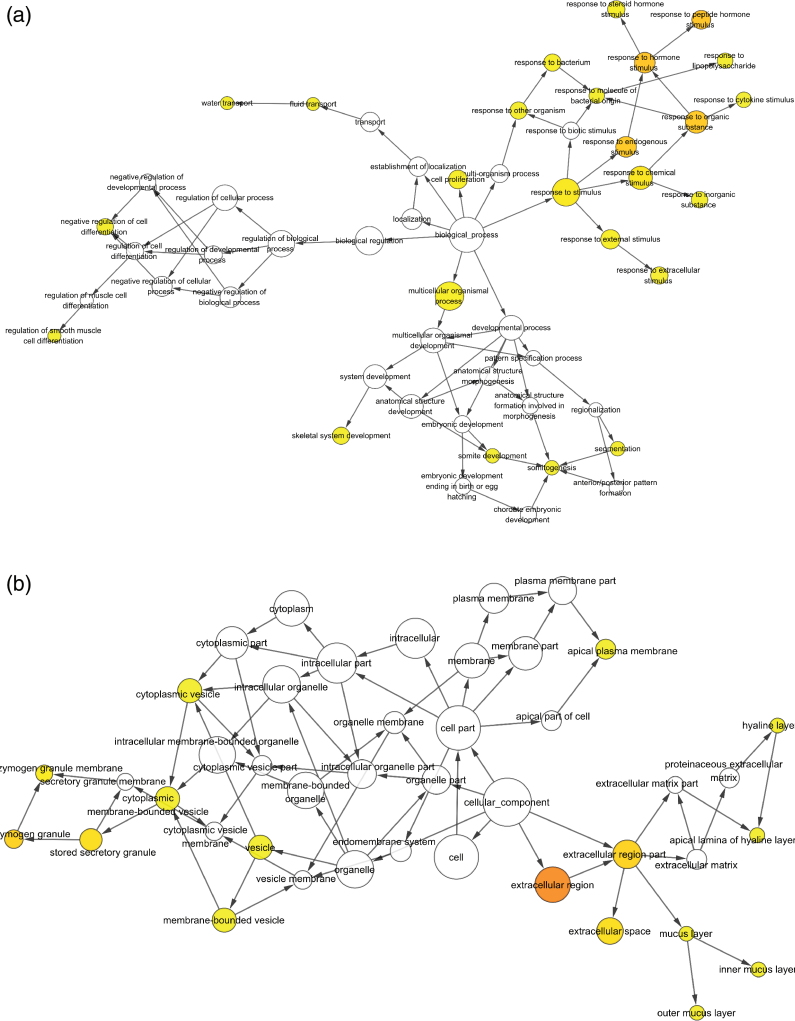 (a)
response to steroid hormone
stimulus
response to peptide hormone
stimulus
response to hormone
stimulus
response to
lipopolysaccharide
response to bacterium
response to molecule of
bacterial origin
response to cytokine stimulus
response to other organism
response to organic
substance
response to biotic stimulus
response to endogenous
stimulus
water transport
fluid transport
transport
establishment of localization
multi-organism process
cell proliferation
response to chemical
stimulus
response to stimulus
response to inorganic
substance
negative regulation of
developmental process
regulation of cellular process
localization
negative regulation of cell
differentiation
biological_process
regulation of biological
process
biological regulation
response to external stimulus
regulation of cell
differentiation
regulation of developmental
process
response to extracellular
stimulus
negative regulation of cellular
process
negative regulation of
biological process
regulation of muscle cell
differentiation
multicellular organismal
process
regulation of smooth muscle
cell differentiation
developmental process
multicellular organismal
development
pattern specification process
system development
anatomical structure
morphogenesis
anatomical structure
development
anatomical structure
formation involved in
morphogenesis
regionalization
embryonic development
skeletal system development
segmentation
somite development
somitogenesis
embryonic development
ending in birth or egg
hatching
anterior/posterior pattern
formation
chordate embryonic
development
(b)
plasma membrane part
plasma membrane
cytoplasm
cytoplasmic part
intracellular
membrane part
apical plasma membrane
intracellular part
membrane
cytoplasmic vesicle
intracellular organelle
organelle membrane
cell part
apical part of cell
hyaline layer
intracellular membrane-bounded organelle
cytoplasmic vesicle part
intracellular organelle part
zymogen granule membrane
secretory granule membrane
membrane-bounded
organelle
organelle part
proteinaceous extracellular
matrix
extracellular matrix part
cytoplasmic
membrane-bounded vesicle
cellular_component
cytoplasmic vesicle
membrane
endomembrane system
zymogen granule
stored secretory granule
vesicle
cell
extracellular region part
apical lamina of hyaline layer
extracellular matrix
organelle
vesicle membrane
extracellular region
membrane-bounded vesicle
extracellular space
mucus layer
inner mucus layer
outer mucus layer